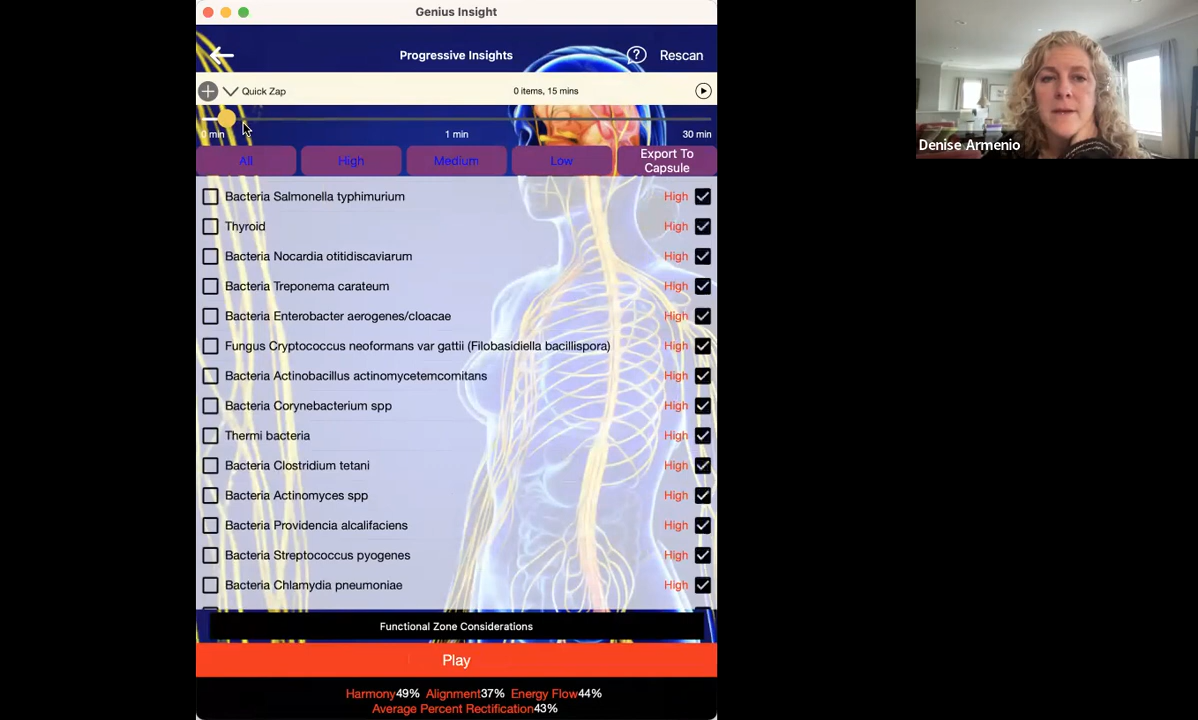 Genius Insight
Progressive Insights
Rescan
Quick Zap
0 items, 15 mins
0 min
1 min
30 min
All
High
Medium
Low
Export To
Capsule
Bacteria Salmonella typhimurium High
Thyroid High
Bacteria Nocardia otitidiscaviarum High
Bacteria Treponema carateum High
Bacteria Enterobacter aerogenes/cloacae High
Fungus Cryptococcus neoformans var gattii (Filobasidiella bacillispora) High
Bacteria Actinobacillus actinomycetemcomitans High
Bacteria Corynebacterium spp High
Thermi bacteria High
Bacteria Clostridium tetani High
Bacteria Actinomyces spp High
Bacteria Providencia alcalifaciens High
Bacteria Streptococcus pyogenes High
Bacteria Chlamydia pneumoniae High
Functional Zone Considerations
Play
Harmony49% Alignment37% Energy Flow44%
Average Percent Rectification43%
Denise Armenio